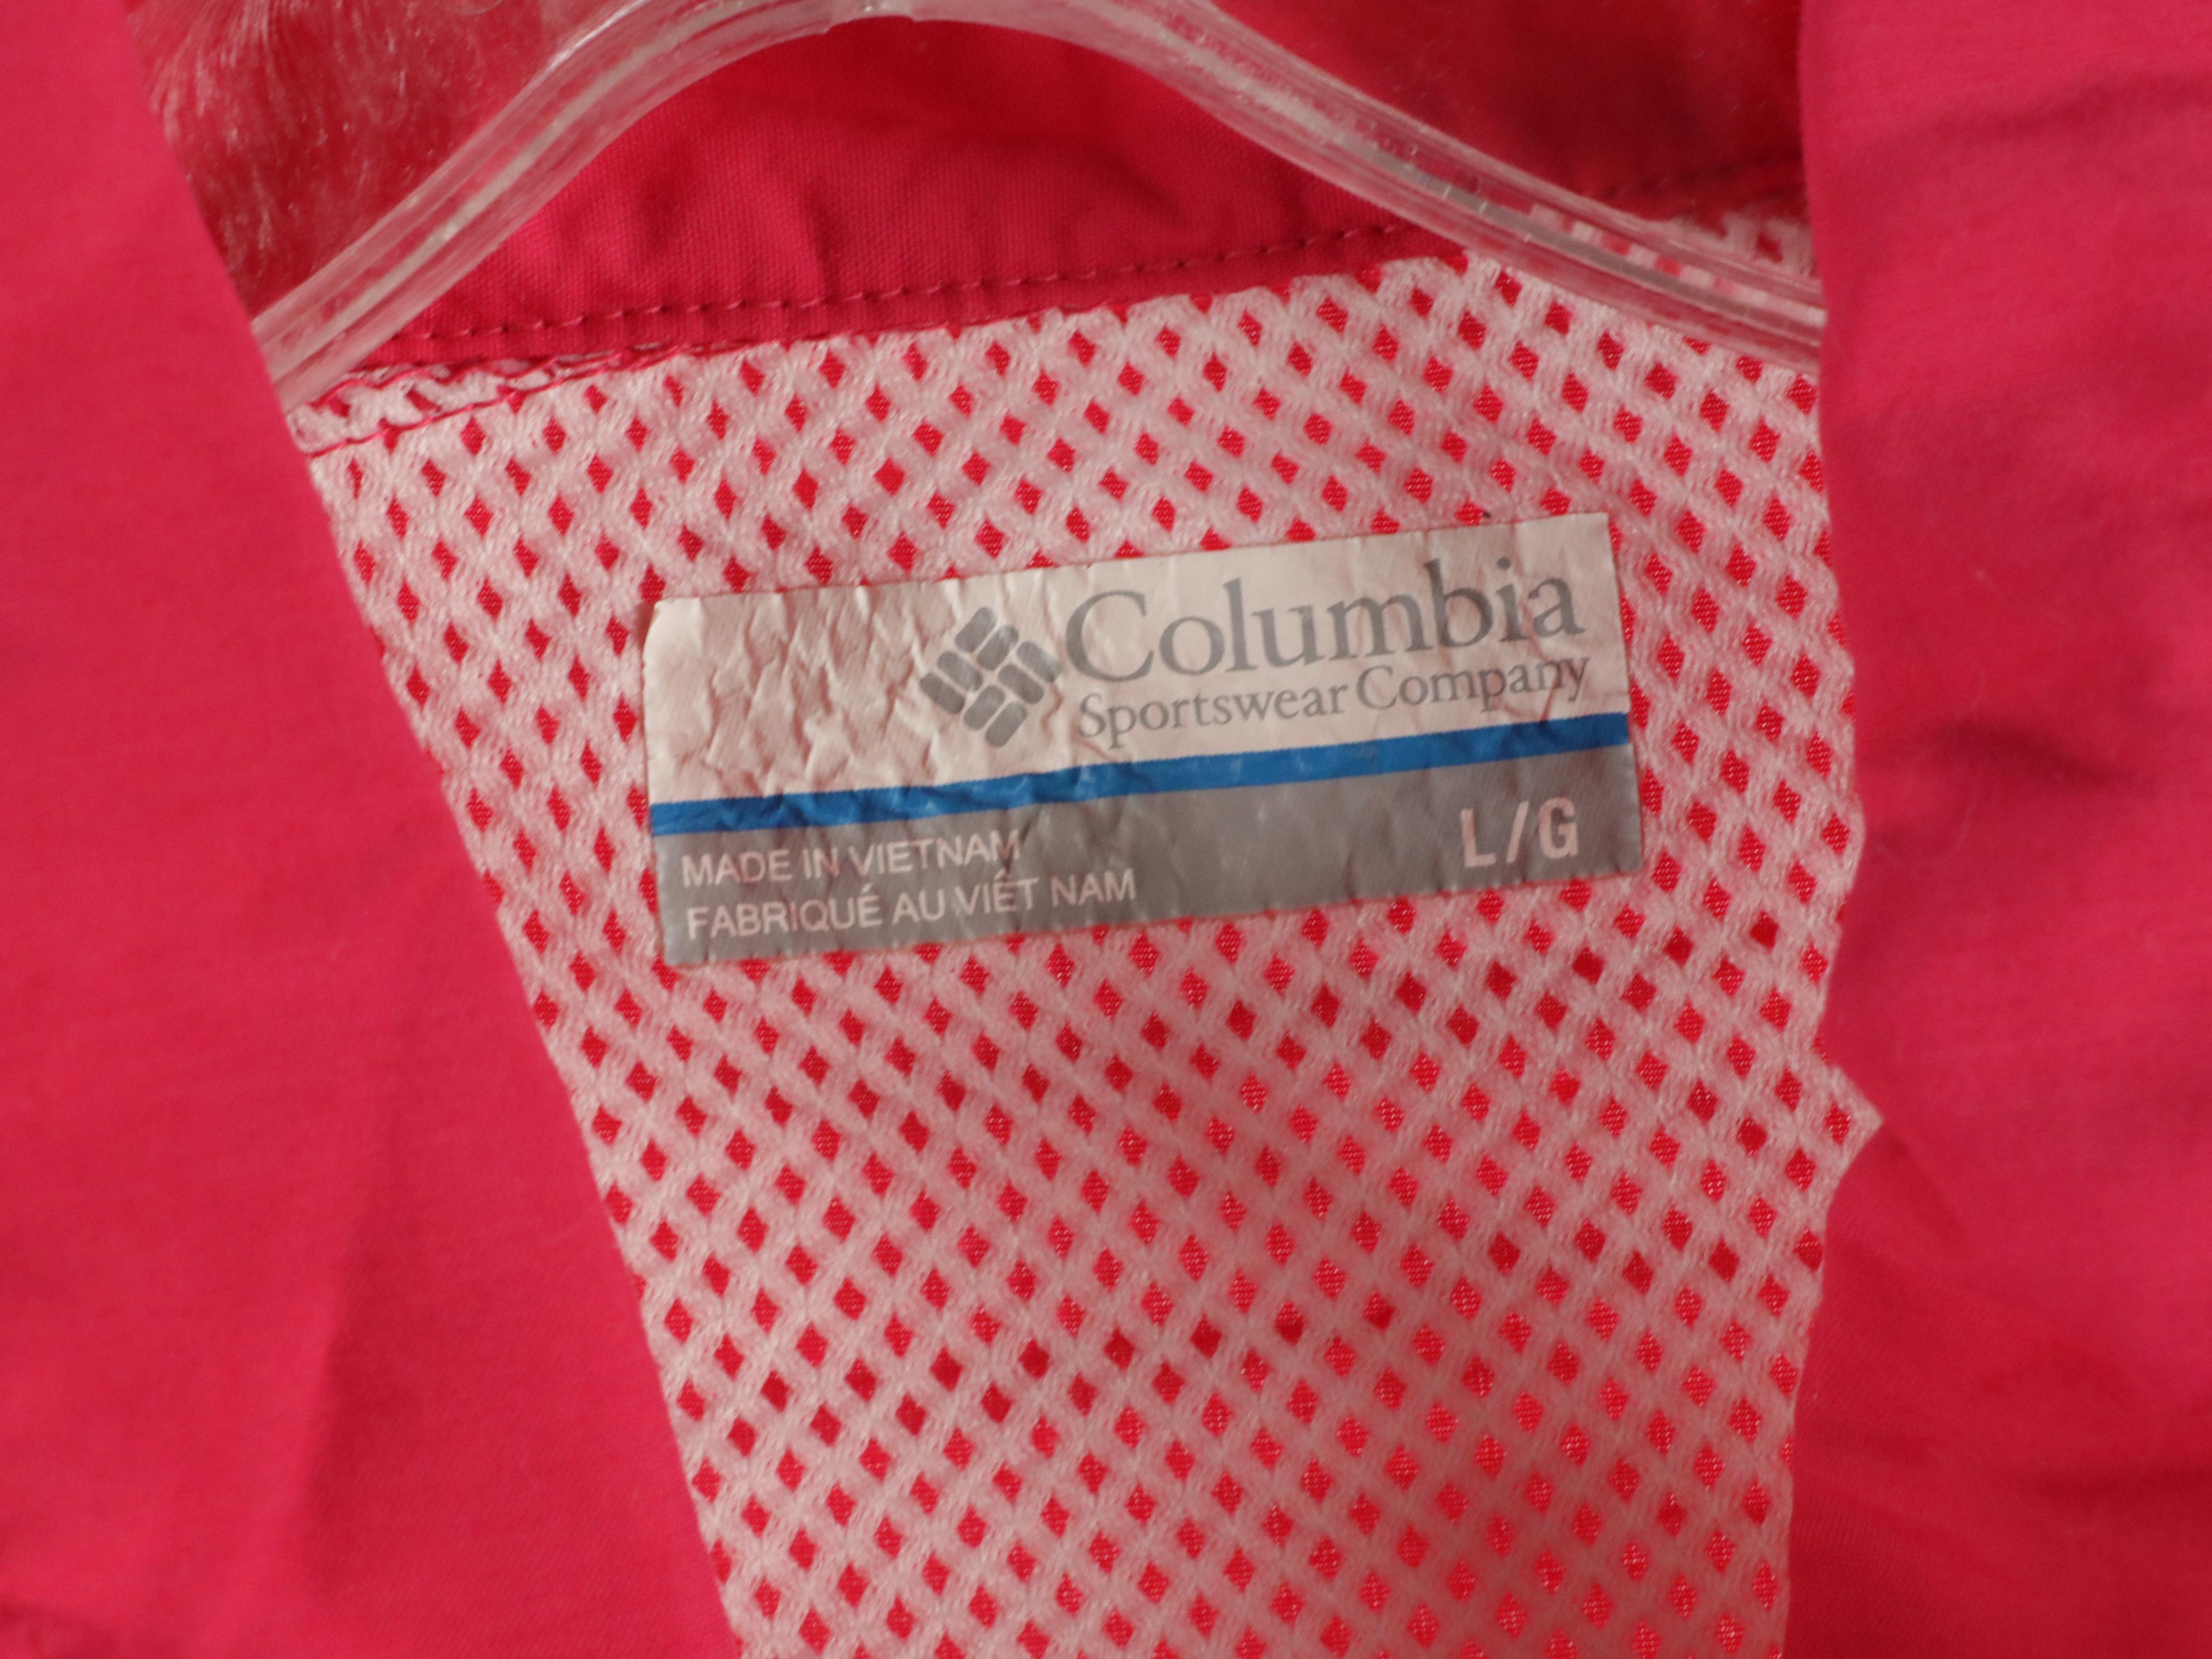 Columbia
Sportswear Company
MADE IN VIETNAM
FABRIQUÉ AU VIÊT NAM
L/G